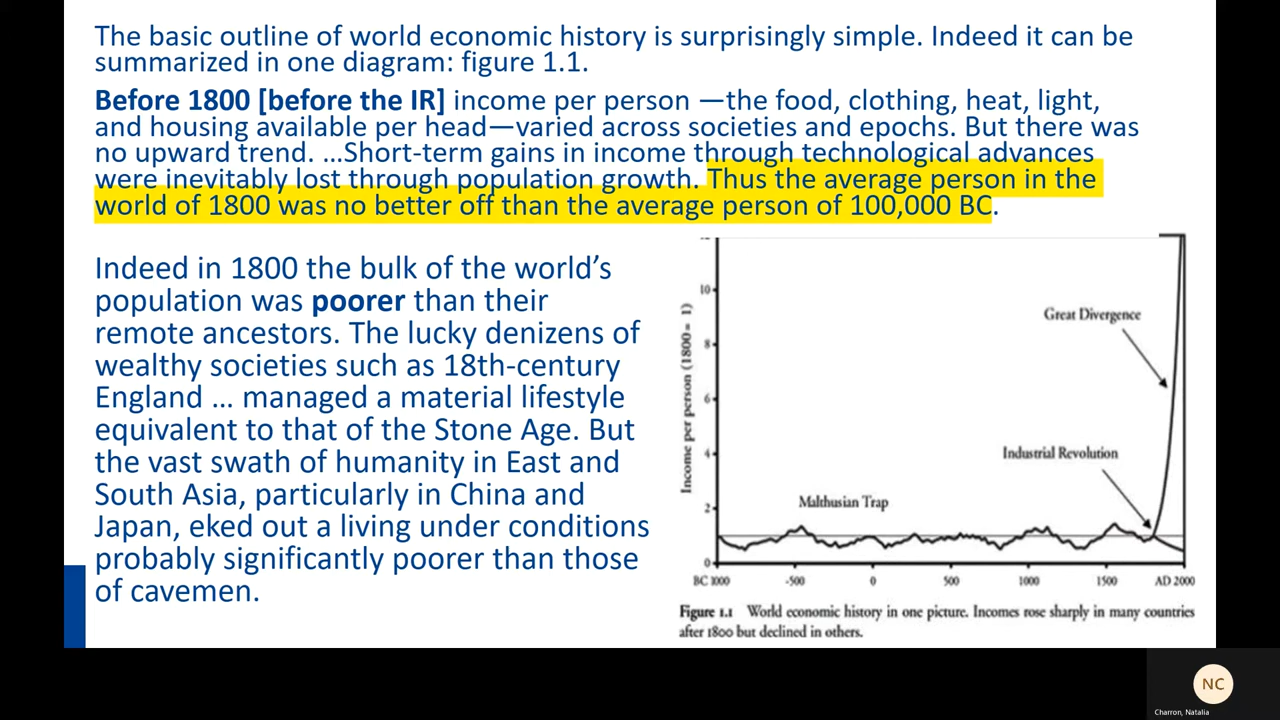 The basic outline of world economic history is surprisingly simple. Indeed it can be
summarized in one diagram: figure 1.1.
Before 1800 [before the IR] income per person —the food, clothing, heat, light,
and housing available per head—varied across societies and epochs. But there was
no upward trend. …Short-term gains in income through technological advances
were inevitably lost through population growth. Thus the average person in the
world of 1800 was no better off than the average person of 100,000 BC.
Indeed in 1800 the bulk of the world's
population was poorer than their
remote ancestors. The lucky denizens of
wealthy societies such as 18th-century
England … managed a material lifestyle
equivalent to that of the Stone Age. But
the vast swath of humanity in East and
South Asia, particularly in China and
Japan, eked out a living under conditions
probably significantly poorer than those
of cavemen.
Income per person (1800= 1)
10
8
6
4
2
0
Great Divergence
Industrial Revolution
Malthusian Trap
BC 1000 -500 0 500 1000 1500 AD 2000
Figure 1.1 World economic history in one picture. Incomes rose sharply in many countries
after 1800 but declined in others.
NC
Charron, Natalia